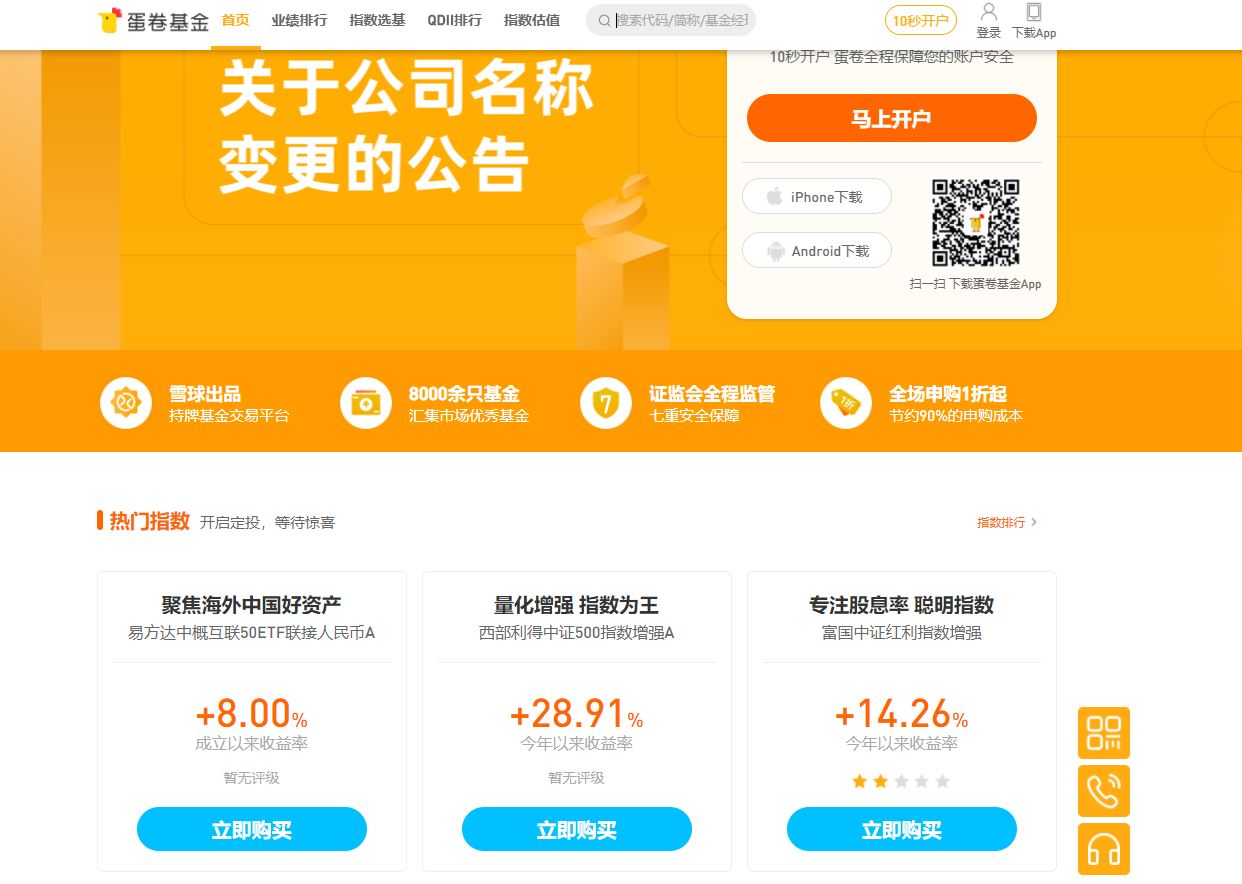 蛋卷基金
首页
业绩排行
指数选基
QDII排行
指数估值
搜索代码/简称/基金经理
10秒开户
登录
下载App
关于公司名称
变更的公告
10秒开户 蛋卷全程保障您的账户安全
马上开户
iPhone下载
Android下载
扫一扫 下载蛋卷基金App
雪球出品
持牌基金交易平台
8000余只基金
汇集市场优秀基金
7
证监会全程监管
七重安全保障
1折
全场申购1折起
节约90%的申购成本
热门指数 开启定投，等待惊喜
指数排行 >
聚焦海外中国好资产
易方达中概互联50ETF联接人民币A
+8.00%
成立以来收益率
暂无评级
立即购买
量化增强 指数为王
西部利得中证500指数增强A
+28.91%
今年以来收益率
暂无评级
立即购买
专注股息率 聪明指数
富国中证红利指数增强
+14.26%
今年以来收益率
立即购买